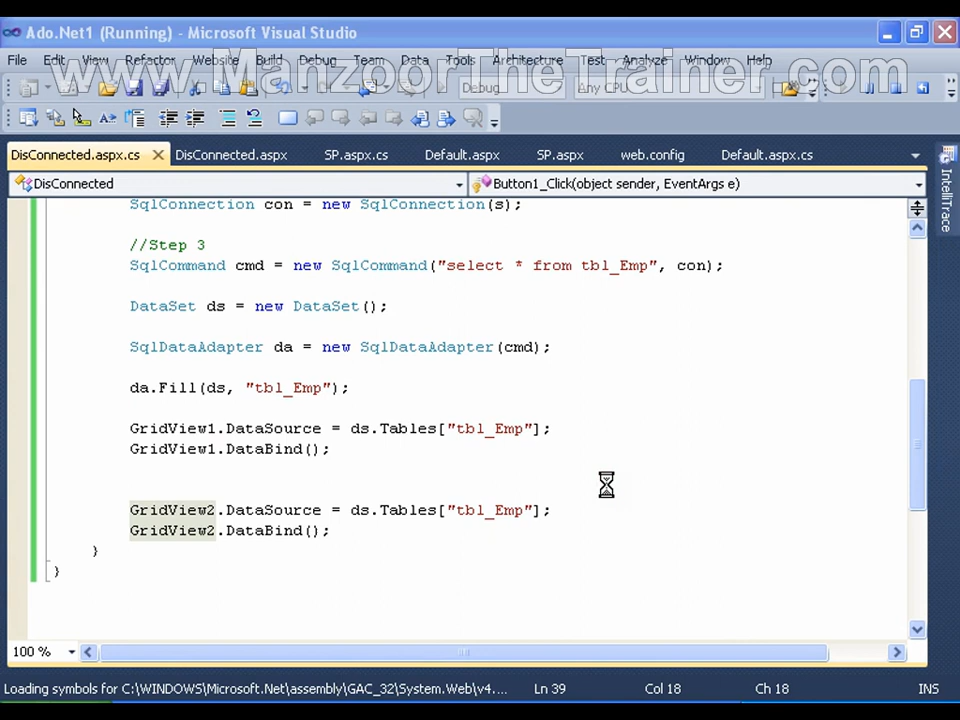 Ado.Net1 (Running) - Microsoft Visual Studio
File Edit View Refactor Website Build Debug Team Data Tools Architecture Test Analyze Window Help
www.ManzoorTheTrainer.com
Debug Any CPU
DisConnected.aspx.cs DisConnected.aspx SP.aspx.cs Default.aspx SP.aspx web.config Default.aspx.cs
DisConnected Button1_Click(object sender, EventArgs e)
IntelliTrace
SqlConnection con = new SqlConnection(s);
//Step 3
SqlCommand cmd = new SqlCommand("select * from tbl_Emp", con);
DataSet ds = new DataSet();
SqlDataAdapter da = new SqlDataAdapter(cmd);
da.Fill(ds, "tbl_Emp");
GridView1.DataSource = ds.Tables["tbl_Emp"];
GridView1.DataBind();
GridView2.DataSource = ds.Tables["tbl_Emp"];
GridView2.DataBind();
}
}
100 %
Loading symbols for C:\WINDOWS\Microsoft.Net\assembly\GAC_32\System.Web\v4.... Ln 39 Col 18 Ch 18 INS